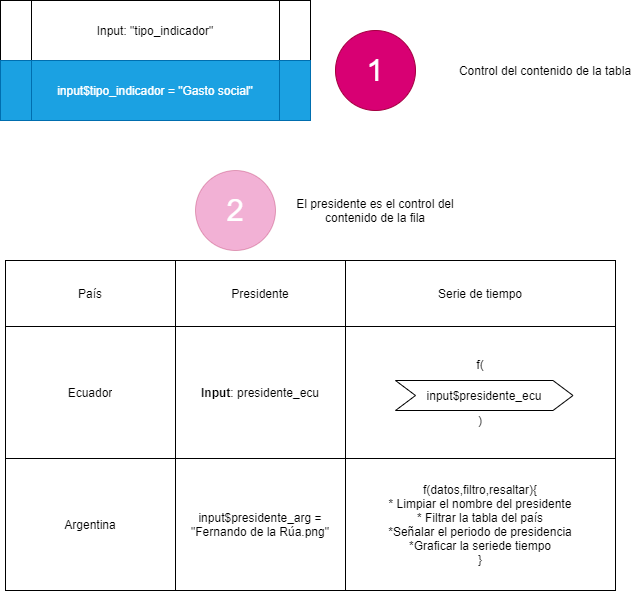 Input: "tipo_indicador"
input$tipo_indicador = "Gasto social"
1
Control del contenido de la tabla
2
El presidente es el control del
contenido de la fila
País
Presidente
Serie de tiempo
Ecuador
Input: presidente_ecu
f(
input$presidente_ecu
)
Argentina
input$presidente_arg =
"Fernando de la Rúa.png"
f(datos,filtro,resaltar){
* Limpiar el nombre del presidente
* Filtrar la tabla del país
*Señalar el periodo de presidencia
*Graficar la seriede tiempo
}